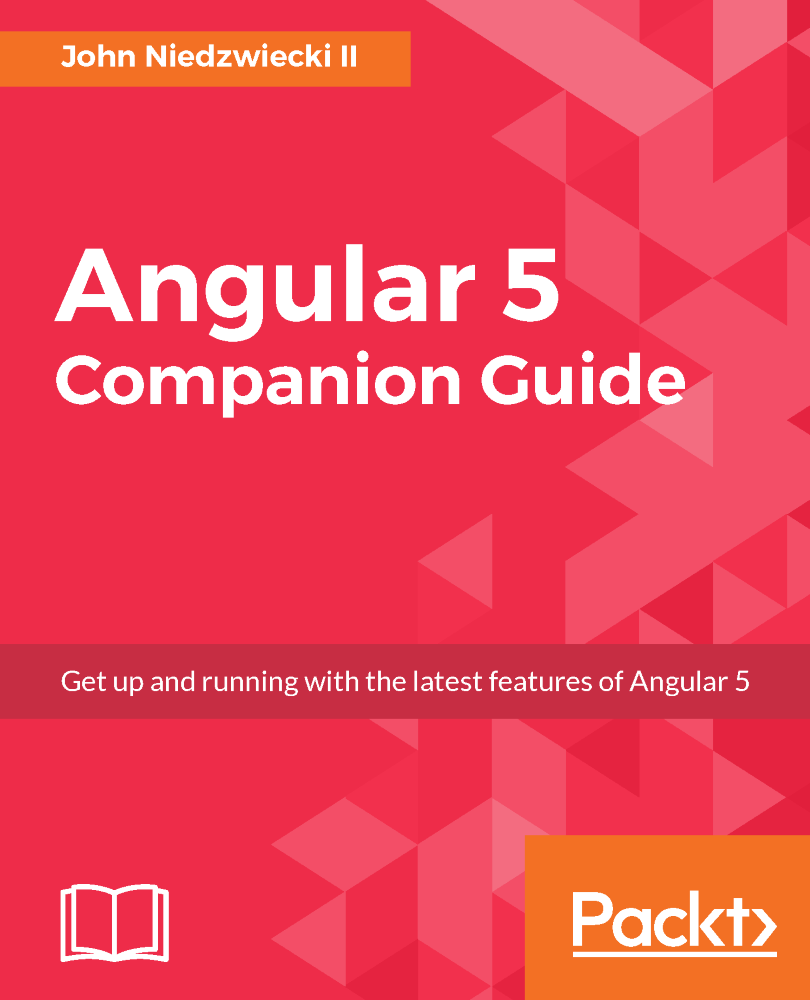 John Niedzwiecki II
Angular 5
Companion Guide
Get up and running with the latest features of Angular 5
Packt>